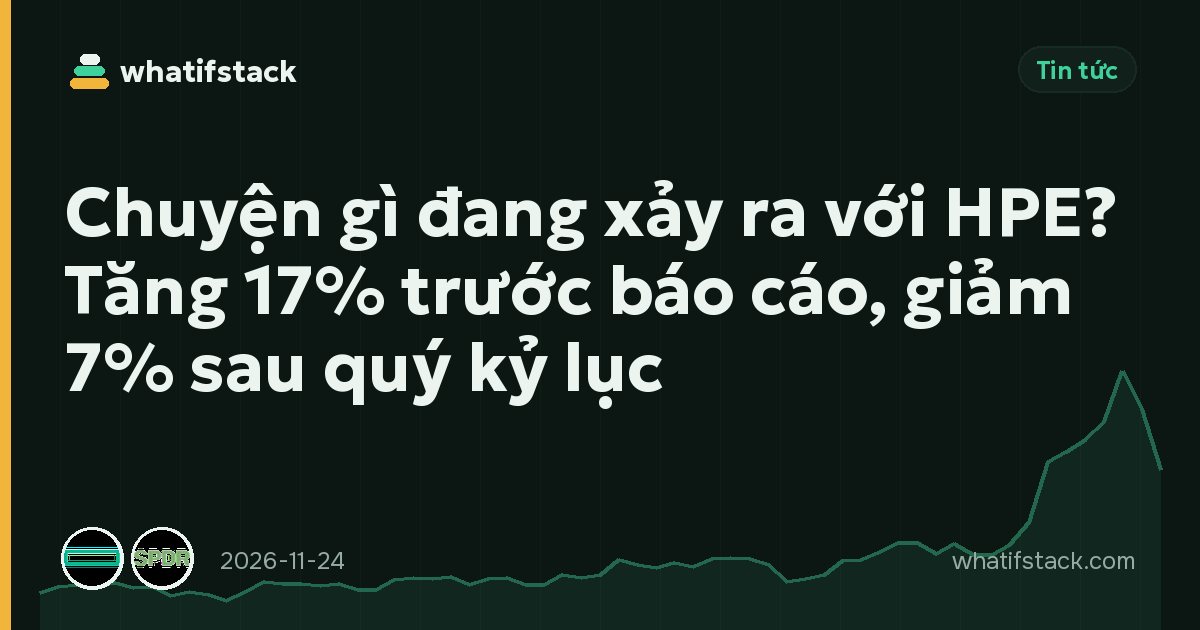 whatifstack
Tin tức
Chuyện gì đang xảy ra với HPE?
Tăng 17% trước báo cáo, giảm
7% sau quý kỷ lục
SPDR
2026-11-24
whatifstack.com